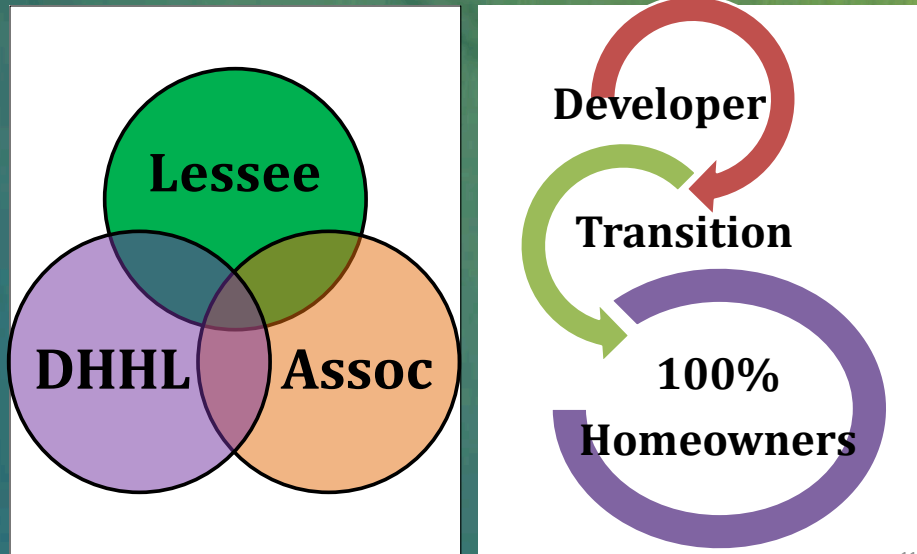 Lessee
DHHL
Assoc
Developer
Transition
100%
Homeowners